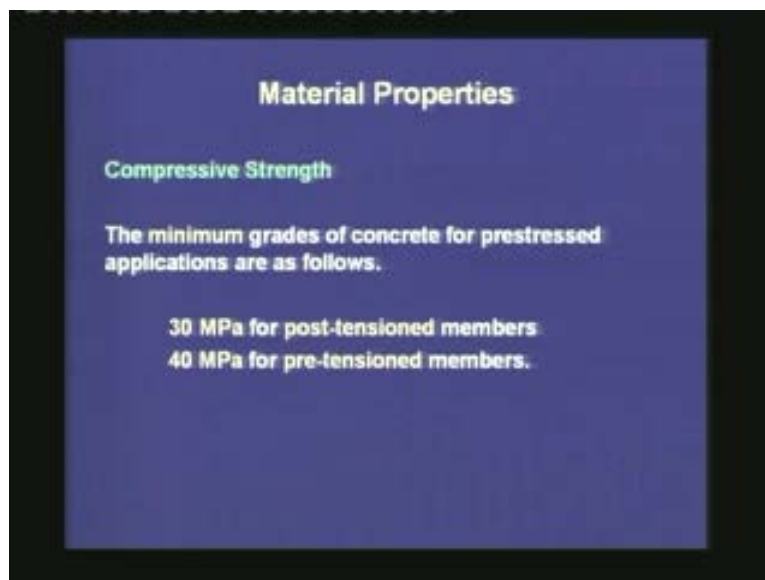 Material Properties
Compressive Strength
The minimum grades of concrete for prestressed
applications are as follows.
30 MPa for post-tensioned members
40 MPa for pre-tensioned members.